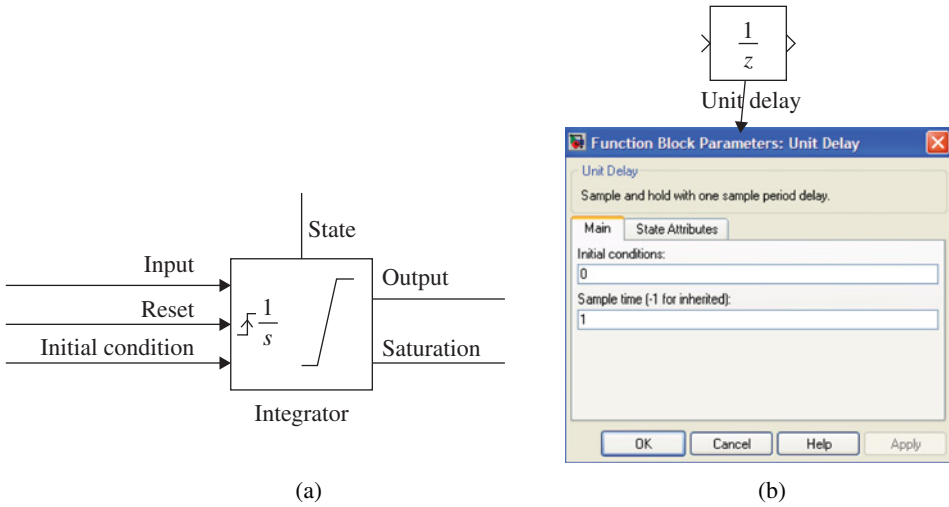 State
Input
Reset
Initial condition
1
s
Output
Saturation
Integrator
(a)
1
z
Unit delay
Function Block Parameters: Unit Delay
Unit Delay
Sample and hold with one sample period delay.
Main State Attributes
Initial conditions:
0
Sample time (-1 for inherited):
1
OK Cancel Help Apply
(b)